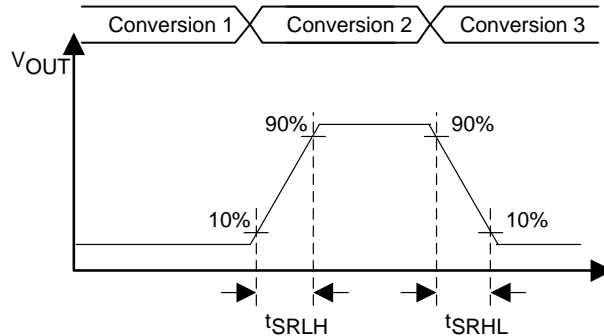 Conversion 1 Conversion 2 Conversion 3
VOUT
90% 90%
10% 10%
tSRLH tSRHL